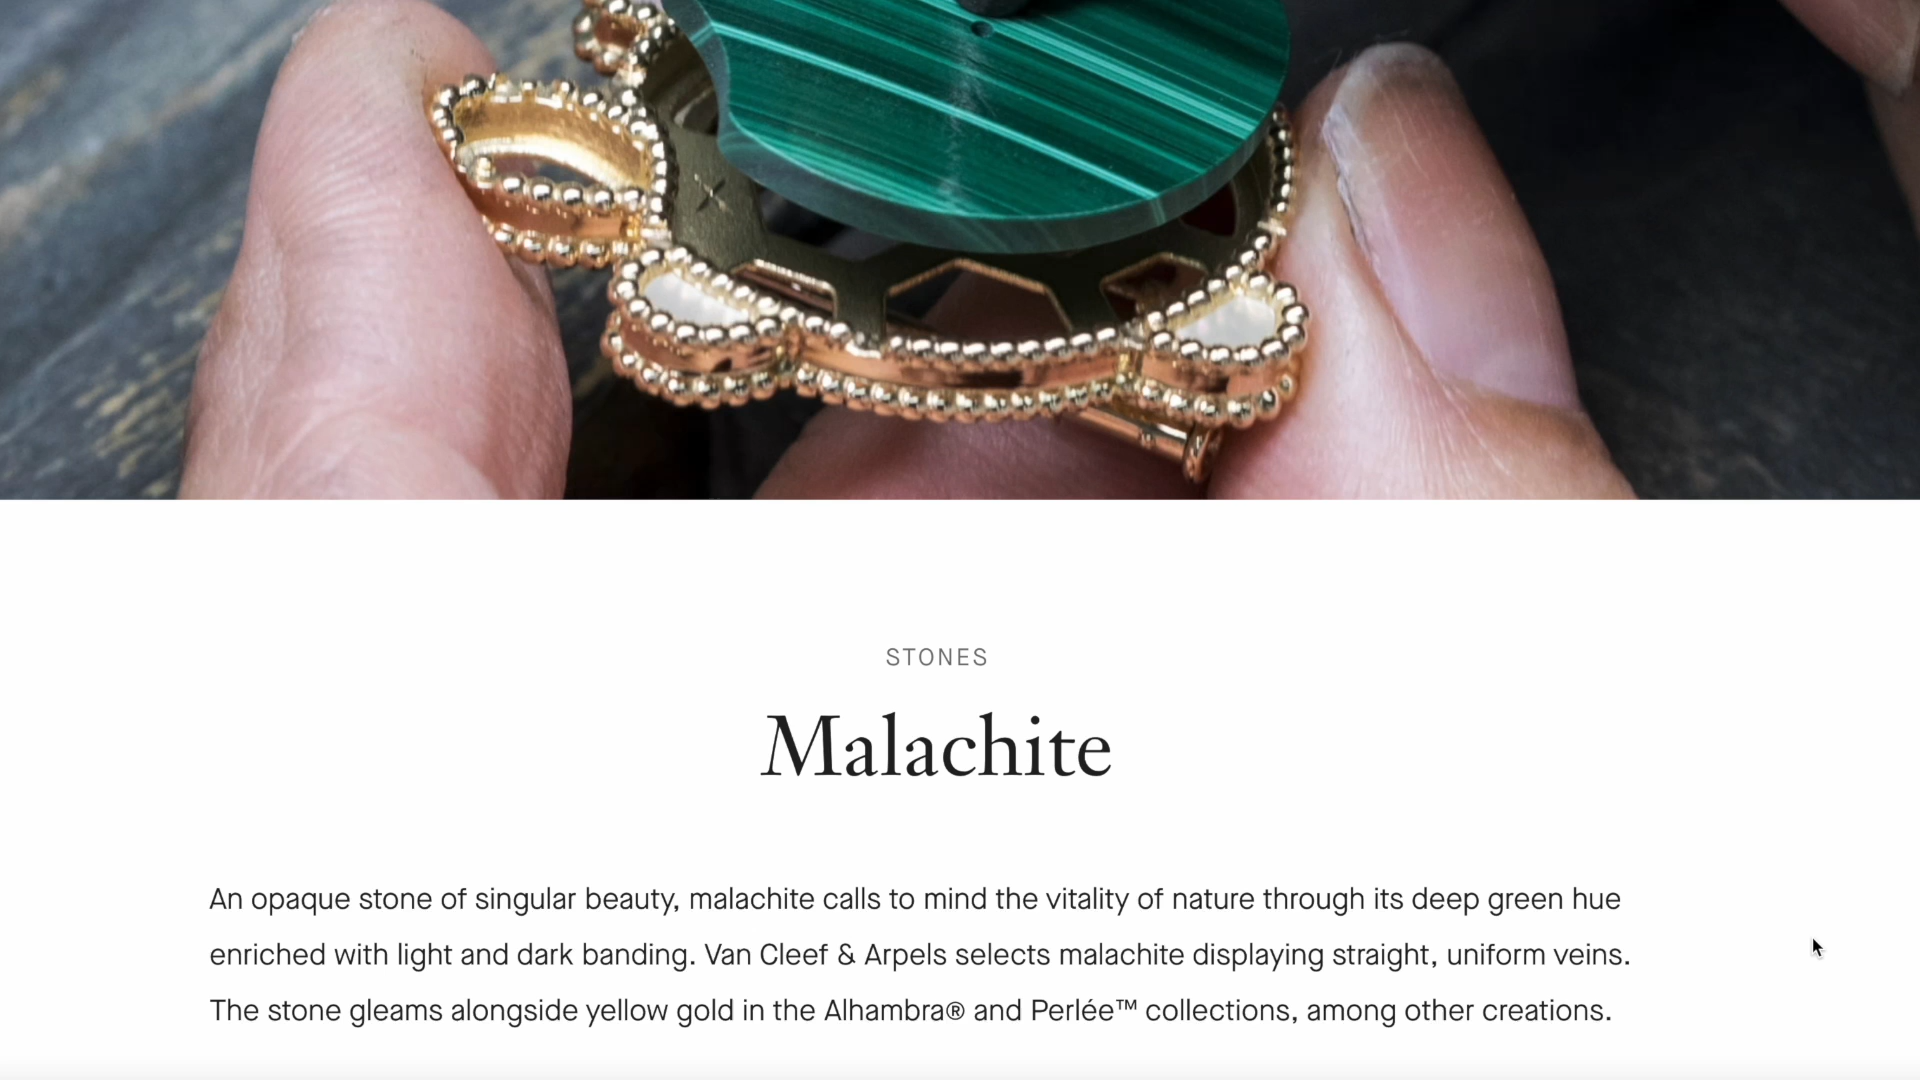 STONES
Malachite
An opaque stone of singular beauty, malachite calls to mind the vitality of nature through its deep green hue
enriched with light and dark banding. Van Cleef & Arpels selects malachite displaying straight, uniform veins.
The stone gleams alongside yellow gold in the Alhambra® and Perlée™ collections, among other creations.